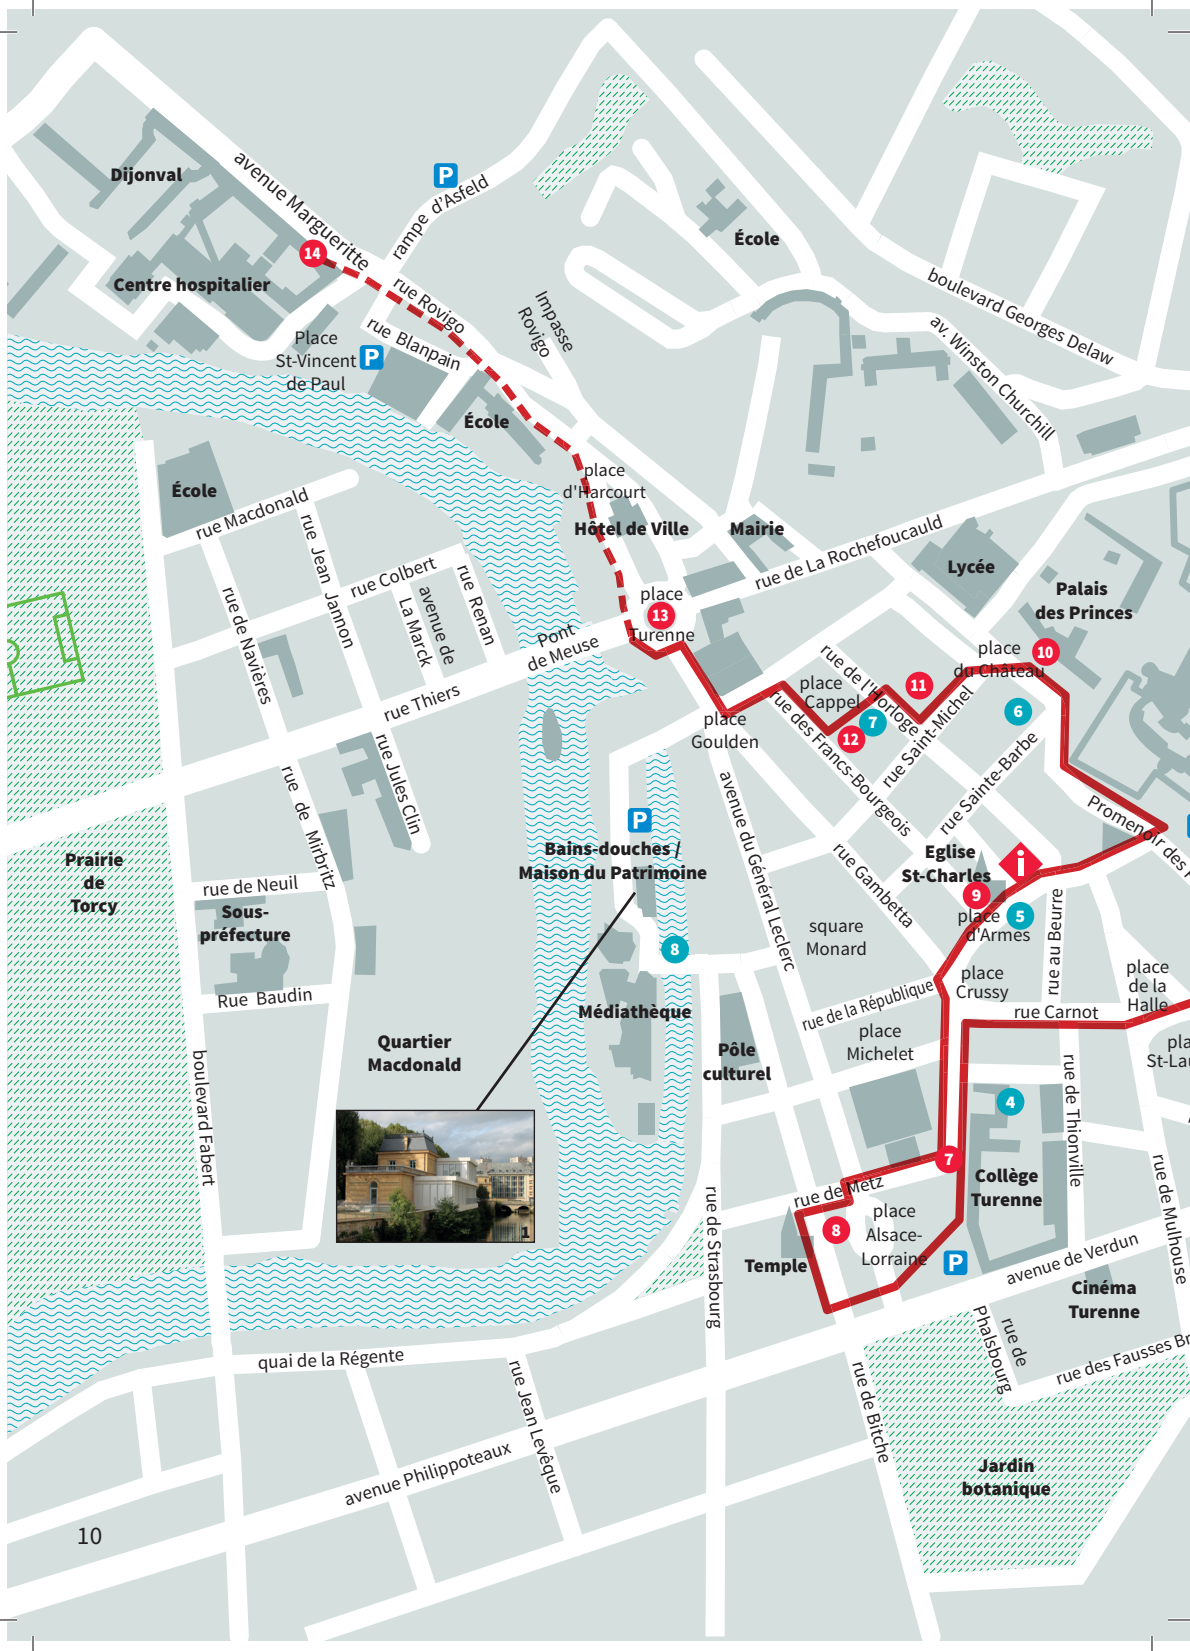 Dijonval
avenue Margueritte
P
rampe d'Asfeld
14
Centre hospitalier
École
boulevard Georges Delaw
av. Winston Churchill
rue Rovigo
Impasse
Rovigo
rue Blanpain
Place
St-Vincent
de Paul
P
École
École
rue Macdonald
place
d'Harcourt
Hôtel de Ville
Mairie
rue de La Rochefoucauld
Lycée
Palais
des Princes
rue Jean Jannon
rue Colbert
rue Renan
avenue de
La Marck
rue de Navières
Pont
de Meuse
place
13
Turenne
rue Thiers
rue de l'Horloge
place
du Château
10
11
place
Cappel
7
12
6
rue des Francs-Bourgeois
rue Saint-Michel
rue Sainte-Barbe
place
Goulden
rue Jules Clin
rue de Mirbritz
avenue du Général Leclerc
Promenoir des
P
Bains-douches /
Maison du Patrimoine
rue Gambetta
Eglise
St-Charles
i
9
5
place
d'Armes
rue au Beurre
Prairie
de
Torcy
rue de Neuil
Sous-
préfecture
Rue Baudin
8
square
Monard
place
Crussy
place
de la
Halle
rue de la République
rue Carnot
Médiathèque
Quartier
Macdonald
Pôle
culturel
place
Michelet
pla
St-Lau
boulevard Fabert
4
rue de Thionville
7
Collège
Turenne
rue de Metz
rue de Mulhouse
1
rue de Strasbourg
8
place
Alsace-
Lorraine
Temple
P
avenue de Verdun
Cinéma
Turenne
rue de
Phalsbourg
rue des Fausses Br
quai de la Régente
rue Jean Levêque
rue de Bitche
avenue Philippoteaux
Jardin
botanique
10